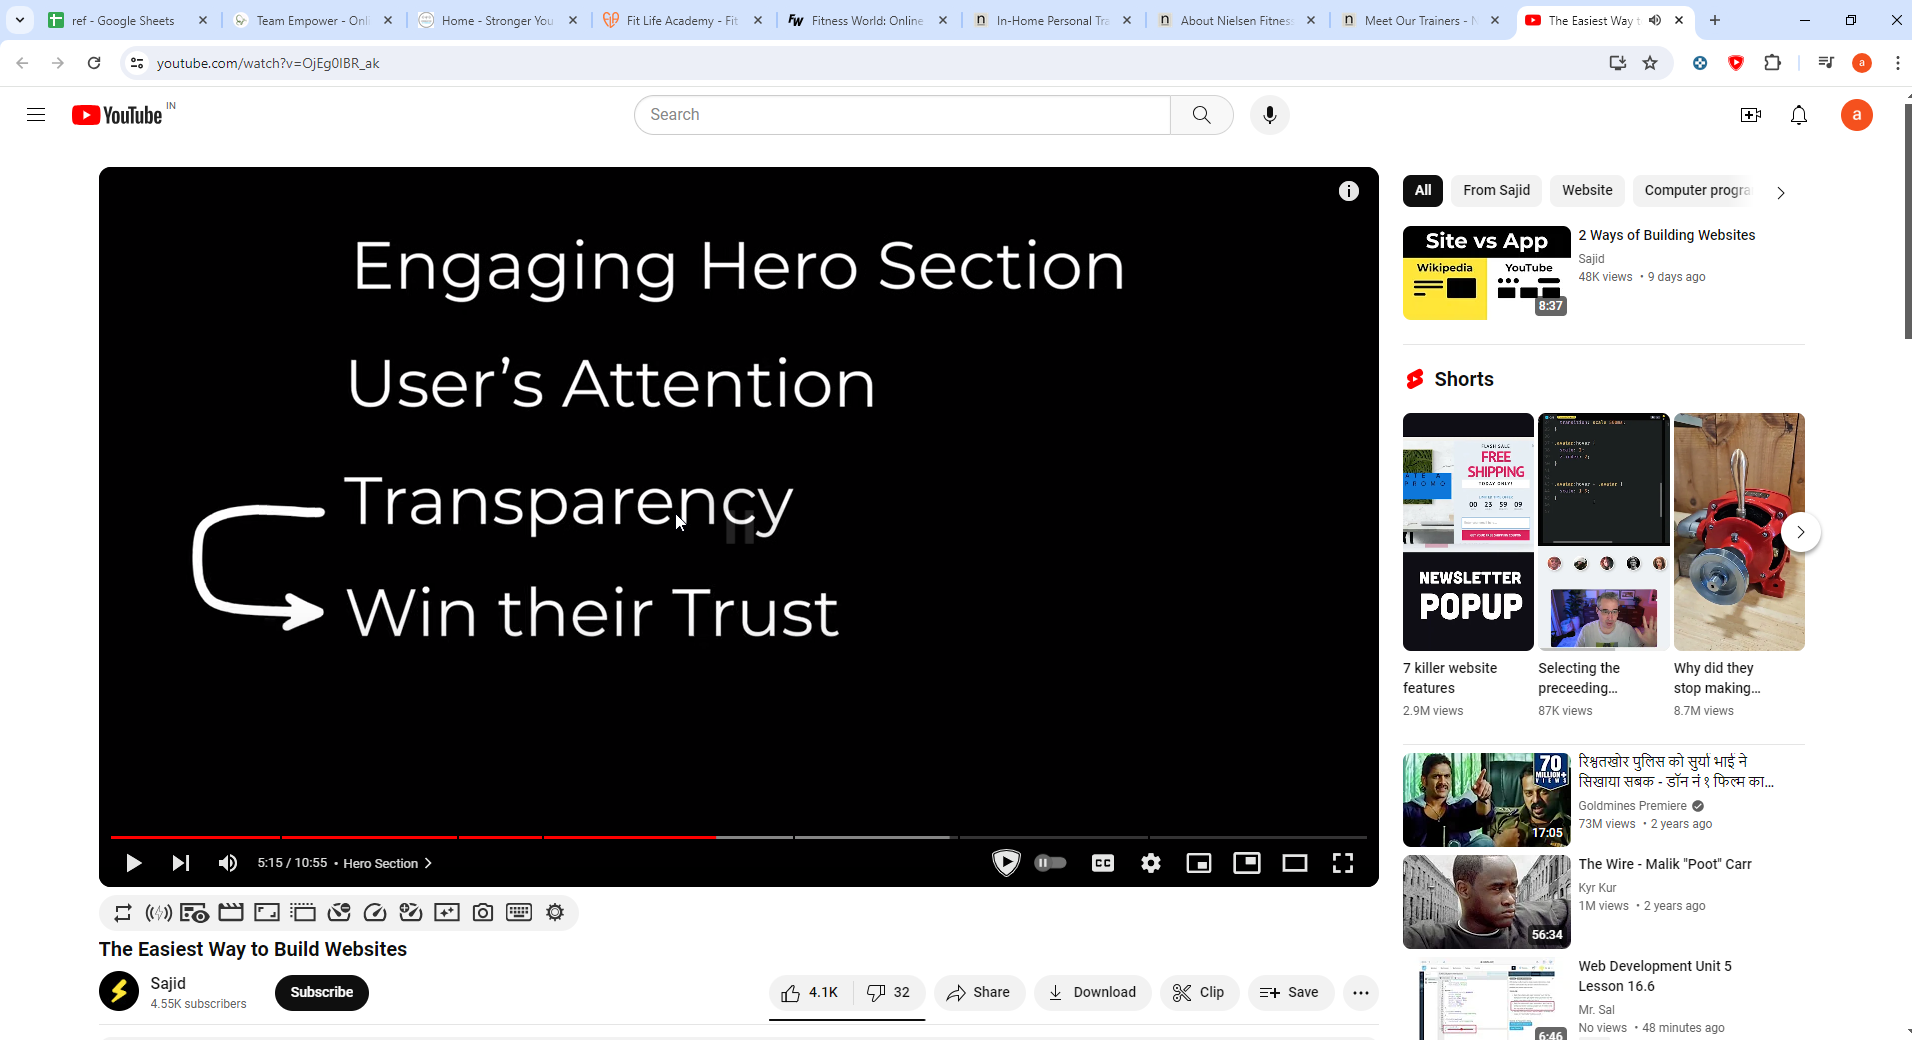 ref - Google Sheets
Team Empower - Onl
Home - Stronger You
Fit Life Academy - Fit
Fitness World: Online
In-Home Personal Tra
About Nielsen Fitness
Meet Our Trainers - N
The Easiest Way t
youtube.com/watch?v=OjEg0IBR_ak
a
YouTube IN
Search
a
Engaging Hero Section
User's Attention
Transparency
Win their Trust
5:15 / 10:55 • Hero Section
CC
The Easiest Way to Build Websites
Sajid
4.55K subscribers
Subscribe
4.1K
32
Share
Download
Clip
Save
All
From Sajid
Website
Computer progra
Site vs App
Wikipedia
YouTube
8:37
2 Ways of Building Websites
Sajid
48K views • 9 days ago
Shorts
FLASH SALE
FREE
SHIPPING
TODAY ONLY!
00 23 59 09
NEWSLETTER
POPUP
7 killer website
features
2.9M views
Selecting the
preceeding...
87K views
Why did they
stop making...
8.7M views
70
MILLION+
VIEWS
17:05
रिश्वतखोर पुलिस को सुर्या भाई ने
सिखाया सबक - डॉन नं १ फिल्म का...
Goldmines Premiere
73M views • 2 years ago
56:34
The Wire - Malik "Poot" Carr
Kyr Kur
1M views • 2 years ago
6:46
Web Development Unit 5
Lesson 16.6
Mr. Sal
No views • 48 minutes ago